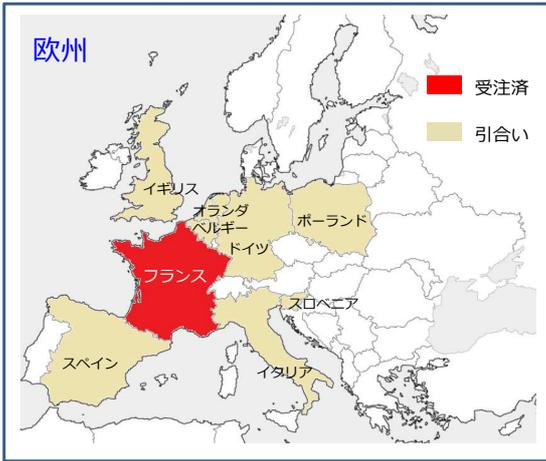 欧州
受注済
引合い
イギリス
オランダ
ベルギー
ポーランド
ドイツ
フランス
スロベニア
スペイン
イタリア